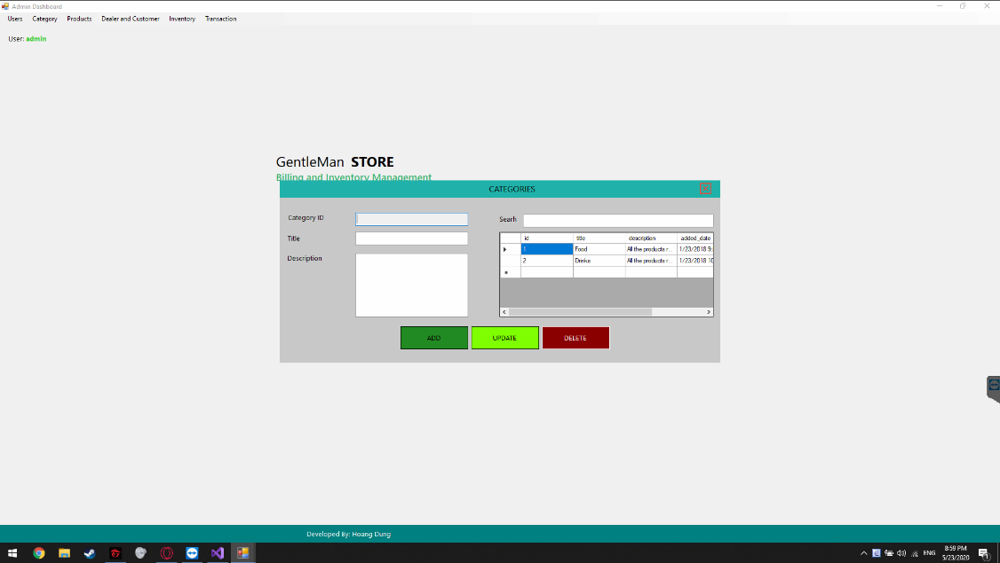 Admin Dashboard
Users Category Products Dealer and Customer Inventory Transaction
User: admin
GentleMan STORE
Billing and Inventory Management
CATEGORIES
Category ID
Title
Description
Searh
id title description added_date
1 Food All the products r... 1/23/2018 9:
2 Drinks All the products r... 1/23/2018 10
ADD UPDATE DELETE
Developed By: Hoang Dung
ENG
8:59 PM
5/23/2020
1